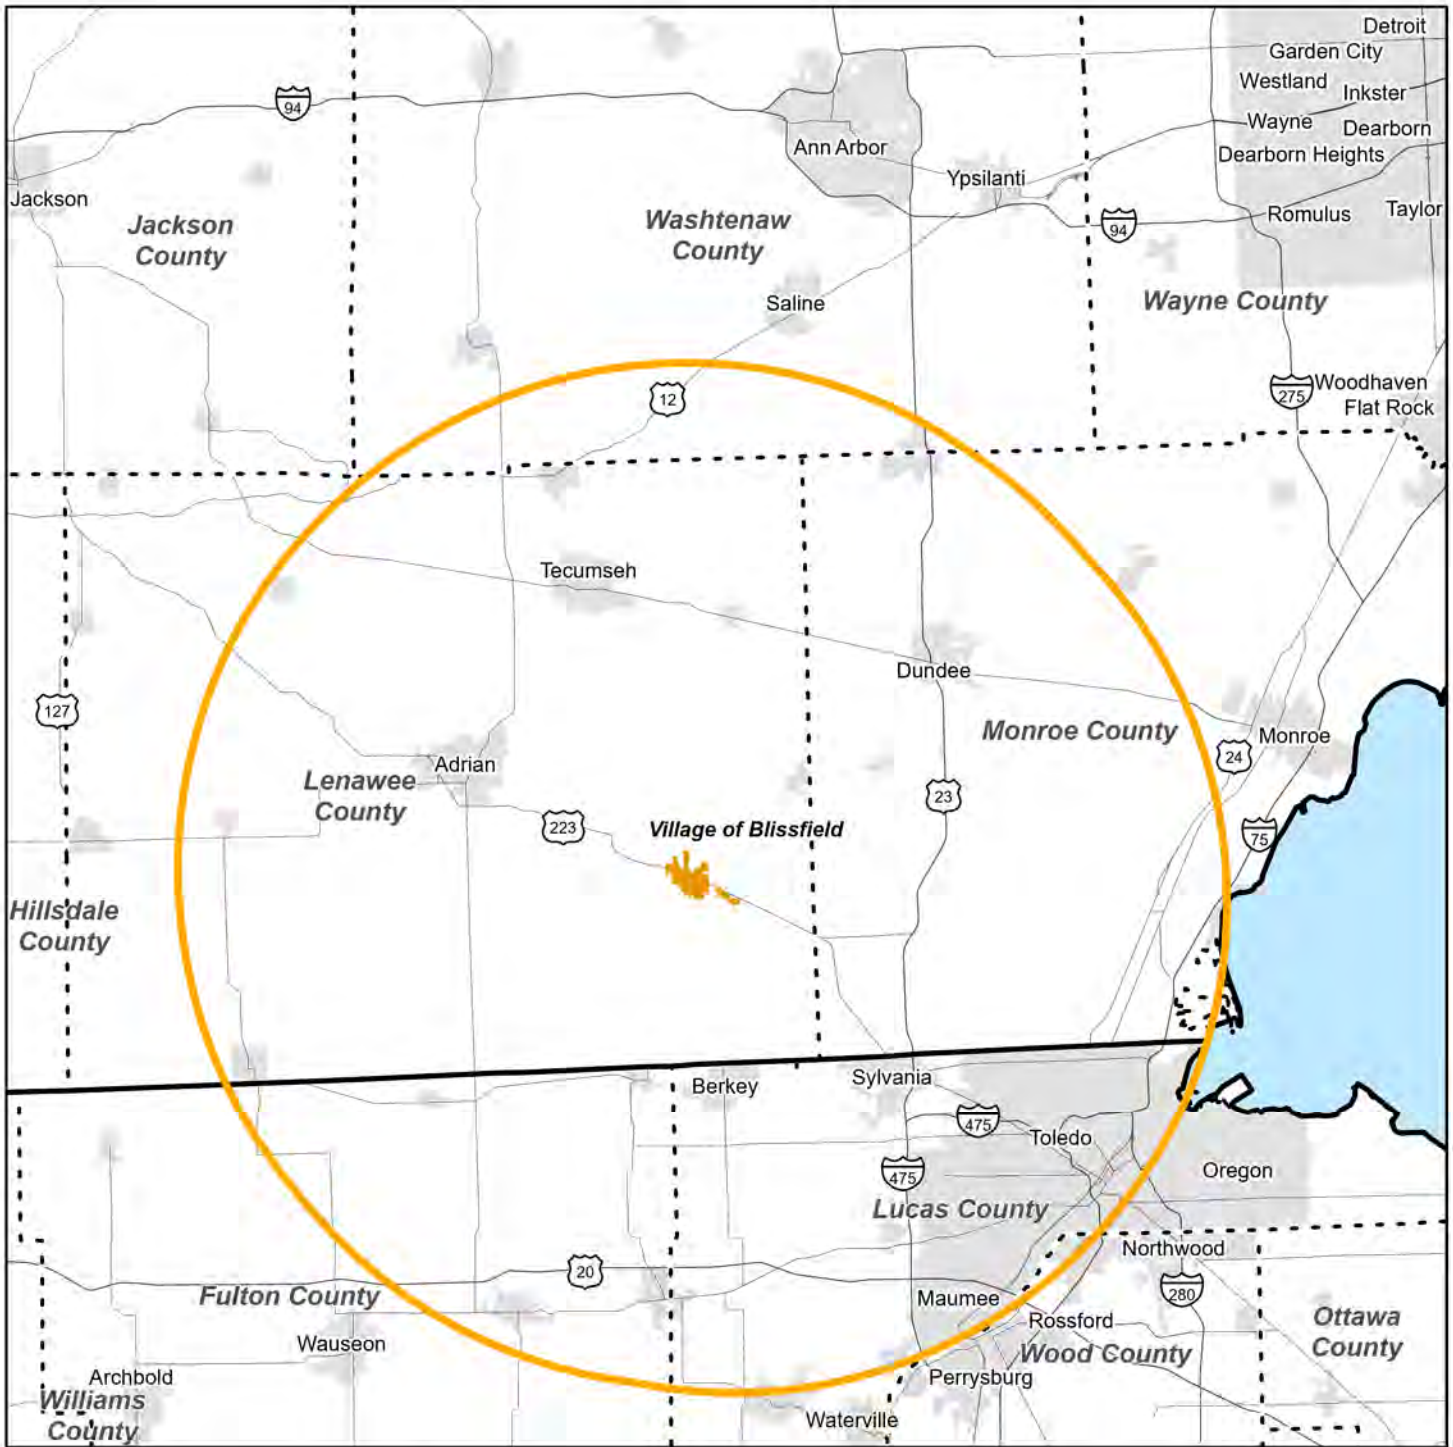 Detroit
Garden City
Westland
Inkster
94
Wayne
Dearborn
Ann Arbor
Dearborn Heights
Ypsilanti
Jackson
Romulus
Taylor
Jackson
County
Washtenaw
County
94
Saline
Wayne County
Woodhaven
275
12
Flat Rock
Tecumseh
Dundee
127
Monroe County
Monroe
24
Adrian
Lenawee
County
23
223
Village of Blissfield
75
Hillsdale
County
Berkey
Sylvania
475
Toledo
475
Oregon
Lucas County
Northwood
20
280
Fulton County
Maumee
Rossford
Ottawa
County
Wauseon
Wood County
Archbold
Perrysburg
Williams
County
Waterville